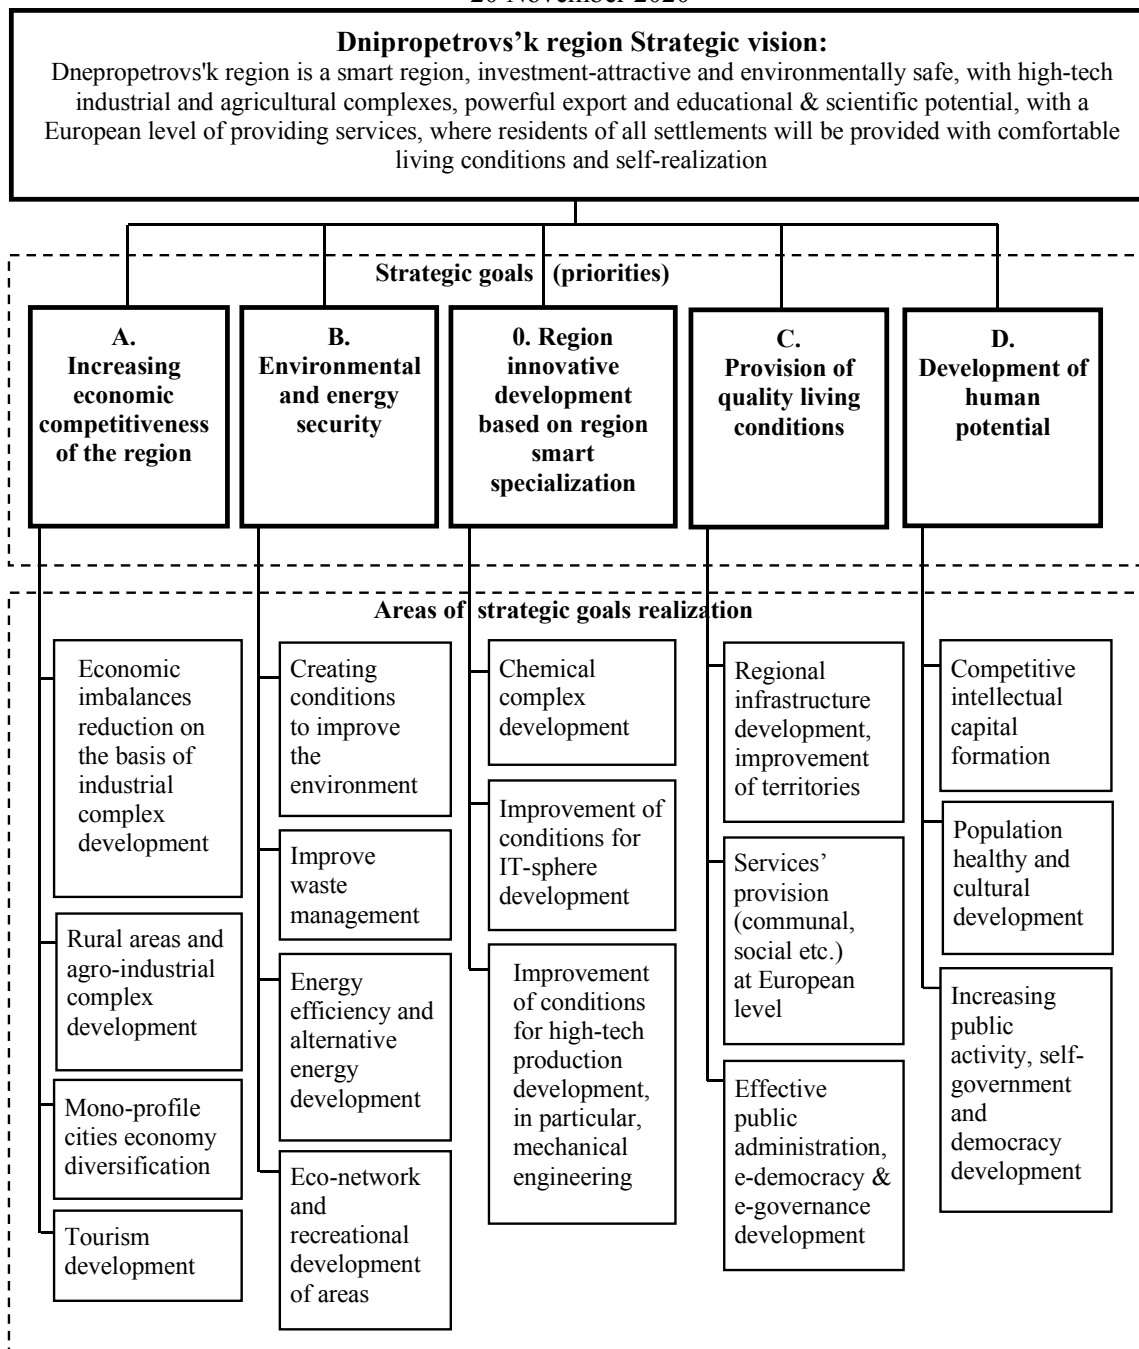 20 November 2020
Dnipropetrovs’k region Strategic vision:
Dnepropetrovs'k region is a smart region, investment-attractive and environmentally safe, with high-tech
industrial and agricultural complexes, powerful export and educational & scientific potential, with a
European level of providing services, where residents of all settlements will be provided with comfortable
living conditions and self-realization
Strategic goals (priorities)
A.
Increasing
economic
competitiveness
of the region
B.
Environmental
and energy
security
0. Region
innovative
development
based on region
smart
specialization
C.
Provision of
quality living
conditions
D.
Development of
human
potential
Areas of strategic goals realization
Economic
imbalances
reduction on
the basis of
industrial
complex
development
Rural areas and
agro-industrial
complex
development
Mono-profile
cities economy
diversification
Tourism
development
Creating
conditions
to improve
the
environment
Improve
waste
management
Energy
efficiency and
alternative
energy
development
Eco-network
and
recreational
development
of areas
Chemical
complex
development
Improvement of
conditions for
IT-sphere
development
Improvement
of conditions
for high-tech
production
development,
in particular,
mechanical
engineering
Regional
infrastructure
development,
improvement
of territories
Services’
provision
(communal,
social etc.)
at European
level
Effective
public
administration,
e-democracy &
e-governance
development
Competitive
intellectual
capital
formation
Population
healthy and
cultural
development
Increasing
public
activity, self-
government
and
democracy
development